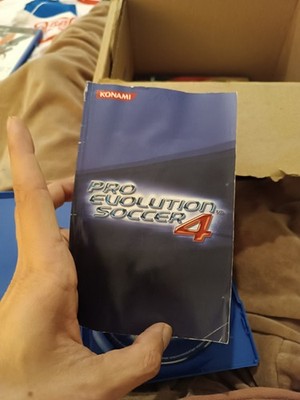 KONAMI
PRO
EVOLUTION
SOCCER 4